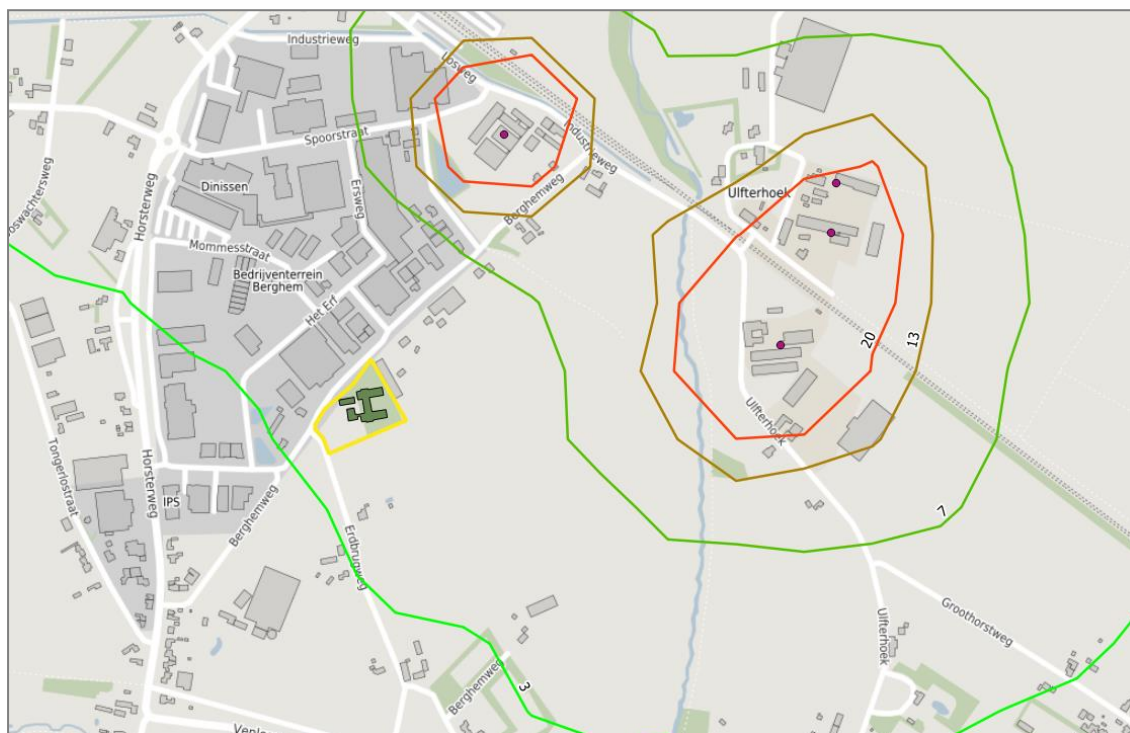 Industrieweg
Losweg
Spoorstraat
Industrieweg
Dinissen
Ersweg
Ulfterhoek
Horsterweg
Berghemweg
Mommesstraat
Bedrijventerrein
Berghem
Het Erf
20
13
Ulfterhoek
Tongerlostraat
Horsterweg
IPS
Berghemweg
7
Erdbrugweg
Groothorstweg
Ulfterhoek
Berghemweg
3